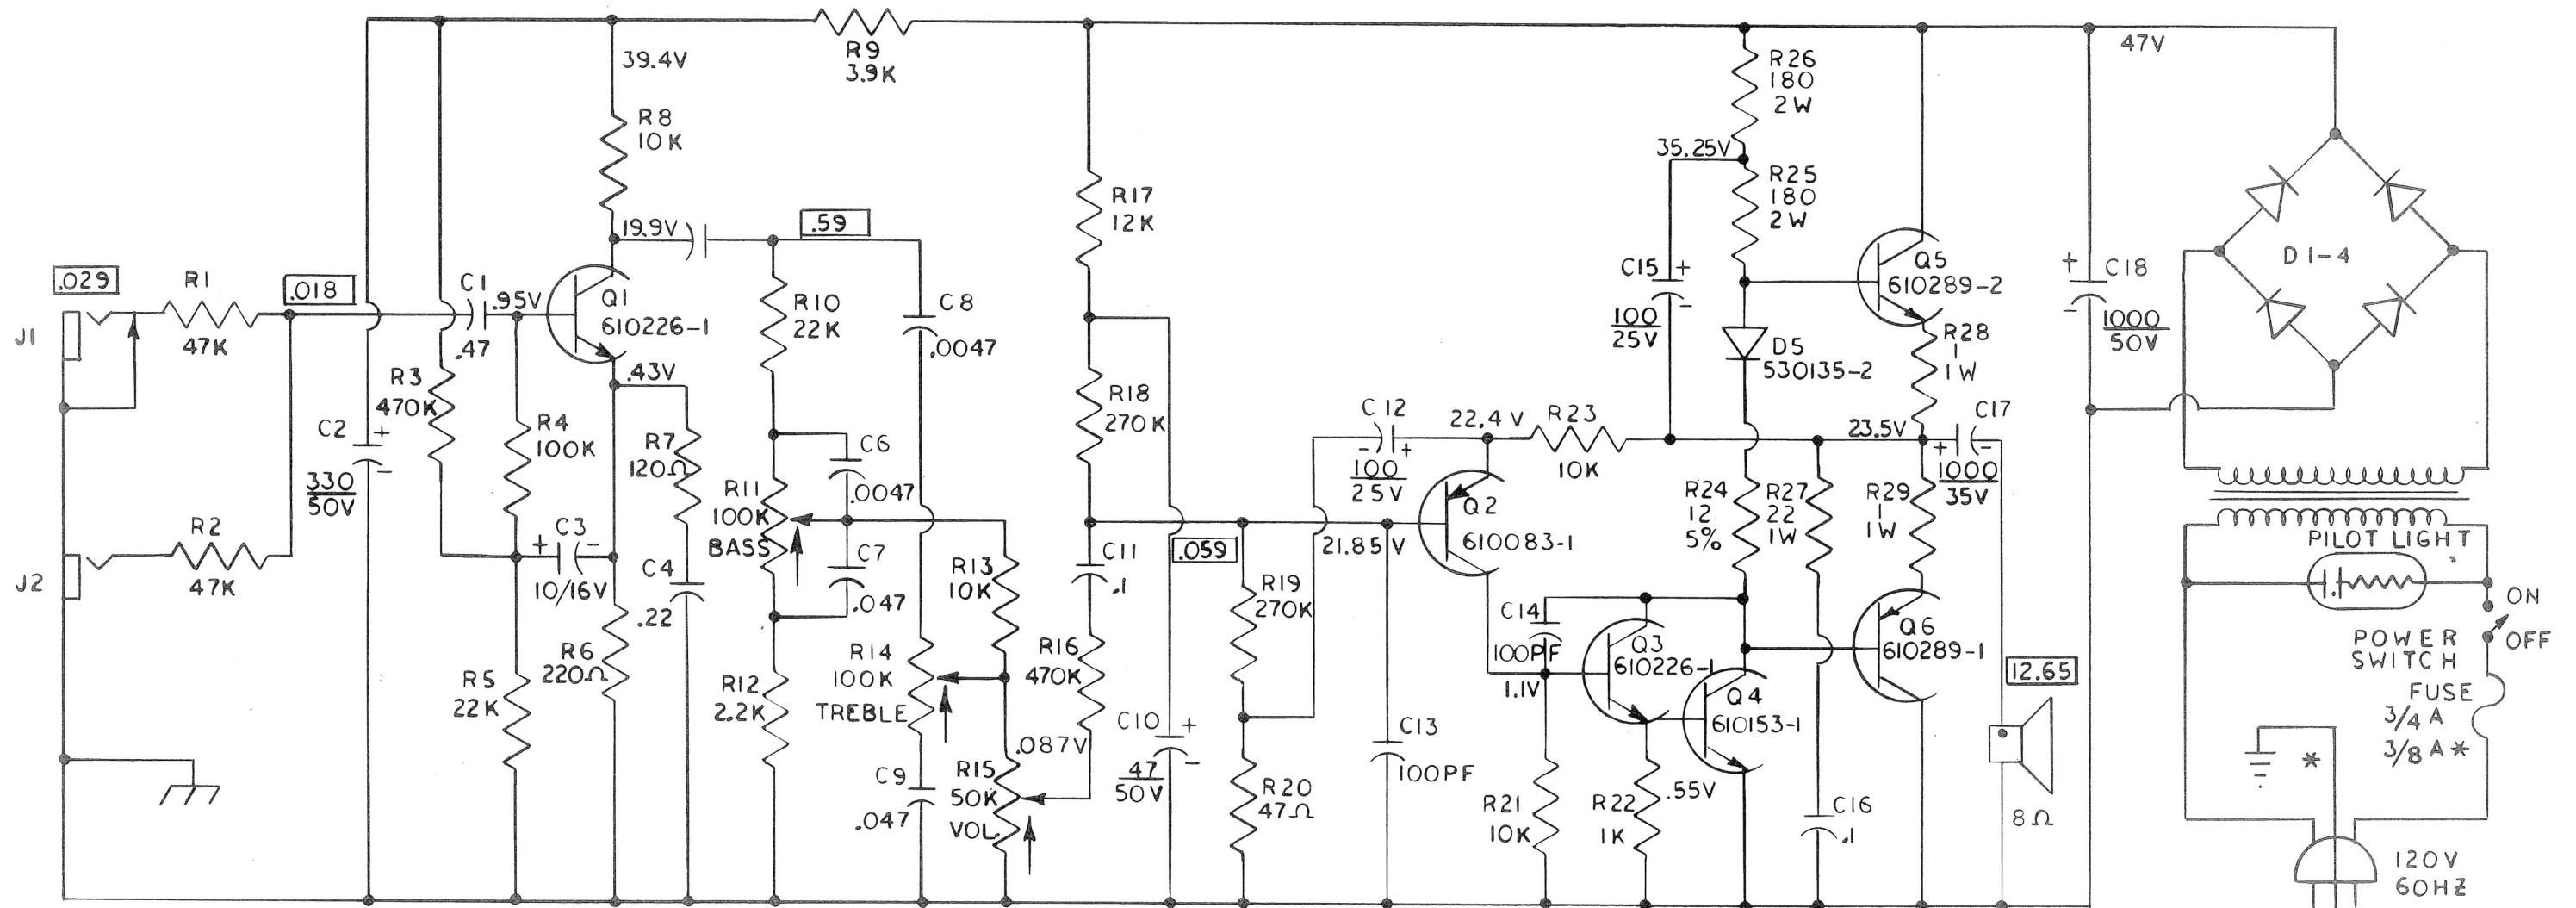 R9
3.9K
39.4V
47V
R26
180
2W
R8
10K
35.25V
R25
180
2W
R17
12K
19.9V
.59
Q5
610289-2
D1-4
.029
R1
47K
.018
C1
.47
.95V
Q1
610226-1
R10
22K
C8
.0047
C15
+
-
100
25V
D5
530135-2
R28
1
1W
+
C18
-
1000
50V
J1
R3
470K
.43V
R18
270K
C2
+
-
330
50V
R4
100K
R7
120Ω
C6
.0047
C12
- +
100
25V
22.4V
R23
10K
23.5V
C17
+ -
1000
35V
R11
100K
BASS
Q2
610083-1
R24
12
5%
R27
22
1W
R29
1
1W
R2
47K
J2
+ C3 -
10/16V
C4
.22
C7
.047
R13
10K
C11
.1
.059
21.85V
R19
270K
C14
100PF
1.1V
Q3
610226-1
Q4
610153-1
Q6
610289-1
PILOT LIGHT
ON
OFF
POWER
SWITCH
FUSE
3/4 A
3/8 A *
R6
220Ω
R5
22K
R12
2.2K
R14
100K
TREBLE
R16
470K
.087V
R15
50K
VOL.
C9
.047
C10
+
-
47
50V
C13
100PF
R20
47Ω
R21
10K
R22
1K
.55V
C16
.1
12.65
8Ω
*
120V
60HZ